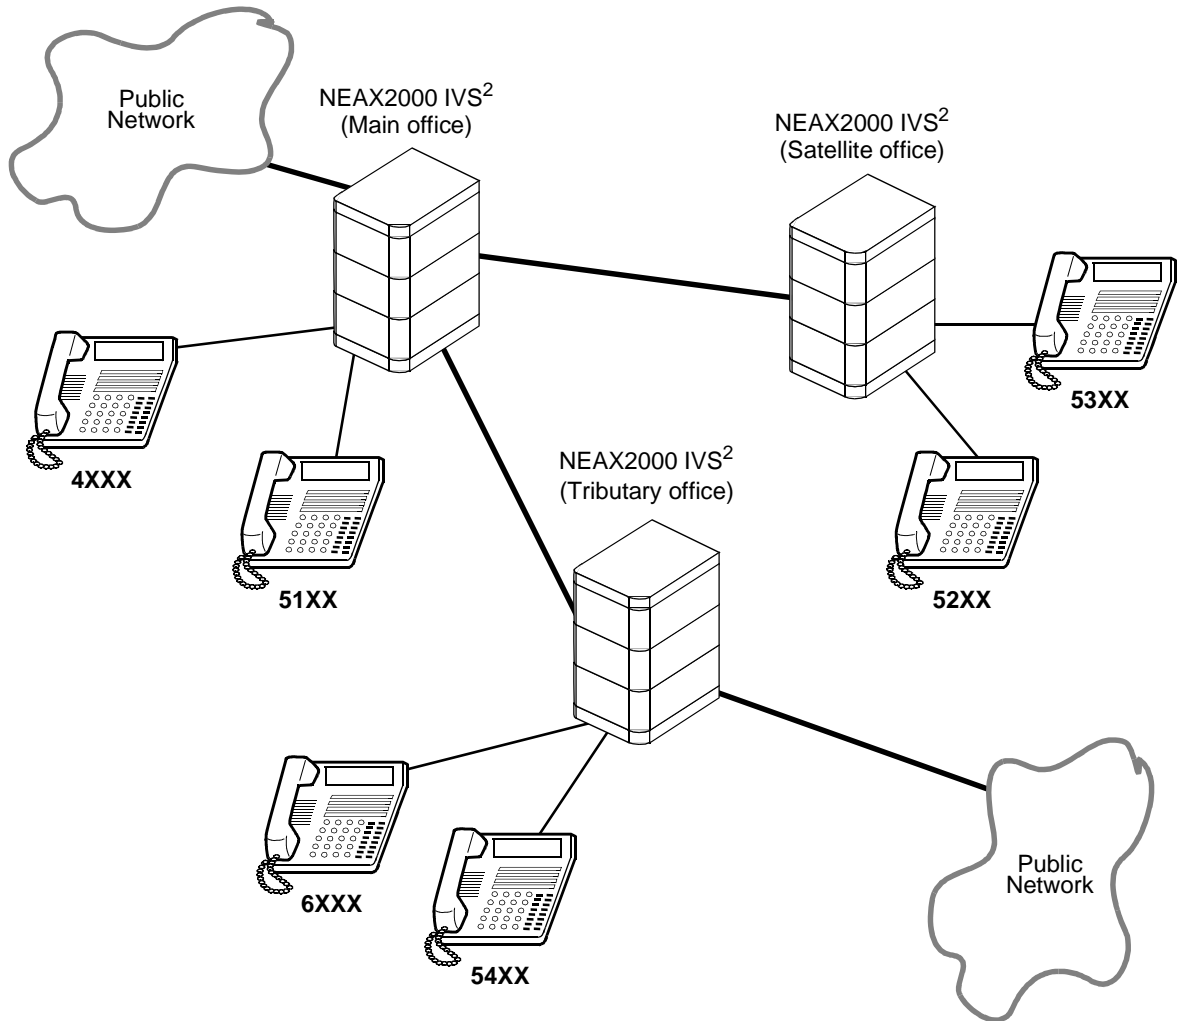 Public
Network
NEAX2000 IVS2
(Main office)
NEAX2000 IVS2
(Satellite office)
53XX
4XXX
NEAX2000 IVS2
(Tributary office)
51XX
52XX
6XXX
Public
Network
54XX